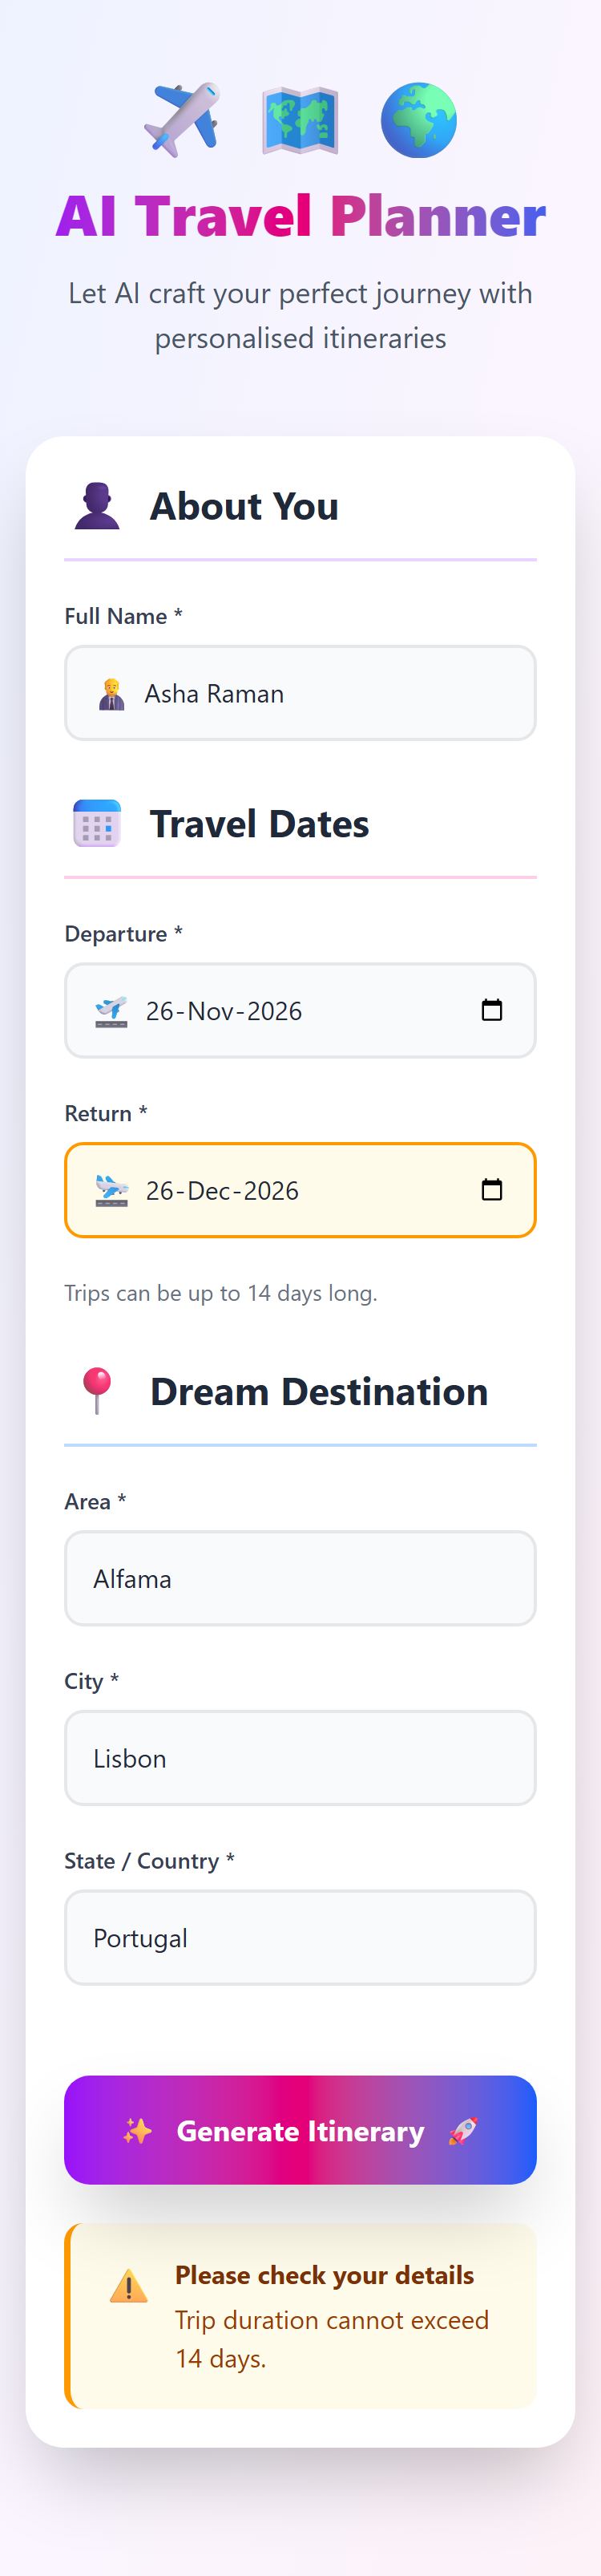 AI Travel Planner
Let AI craft your perfect journey with
personalised itineraries
About You
Full Name *
Asha Raman
Travel Dates
Departure *
26-Nov-2026
Return *
26-Dec-2026
Trips can be up to 14 days long.
Dream Destination
Area *
Alfama
City *
Lisbon
State / Country *
Portugal
Generate Itinerary
Please check your details
Trip duration cannot exceed
14 days.